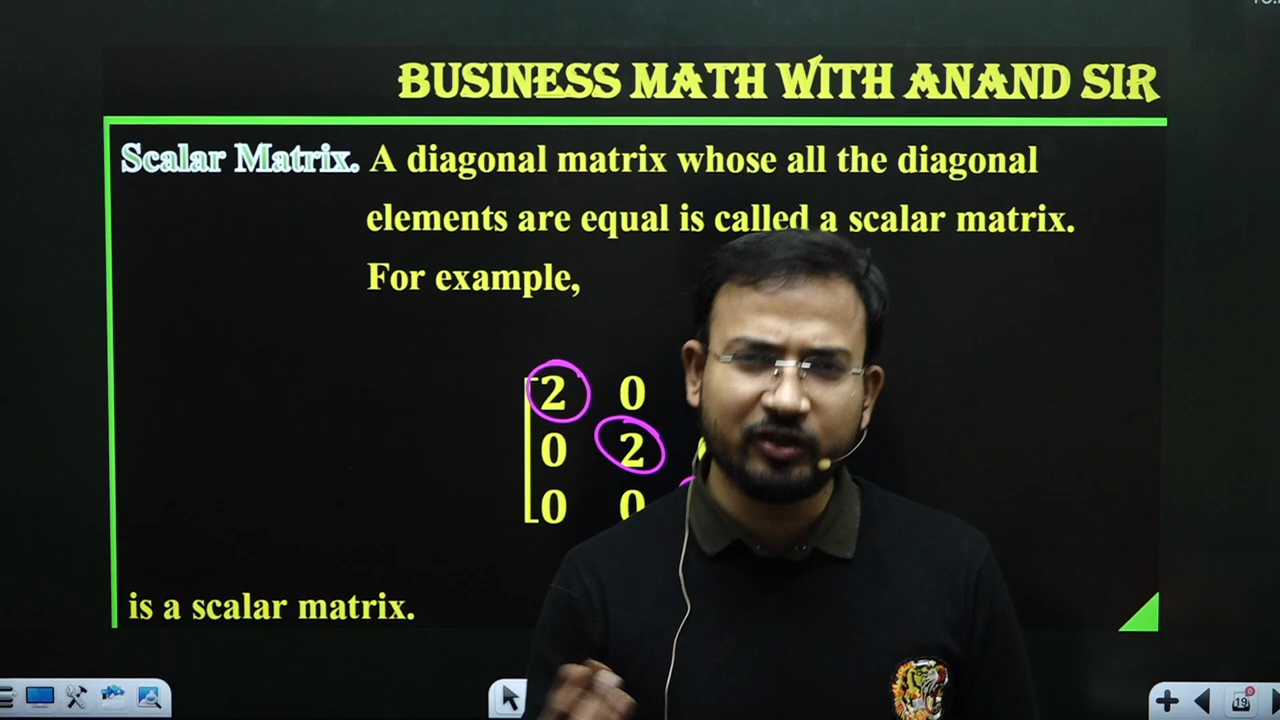 BUSINESS MATH WITH ANAND SIR
Scalar Matrix. A diagonal matrix whose all the diagonal
elements are equal is called a scalar matrix.
For example,
2 0
0 2
0 0
is a scalar matrix.
19